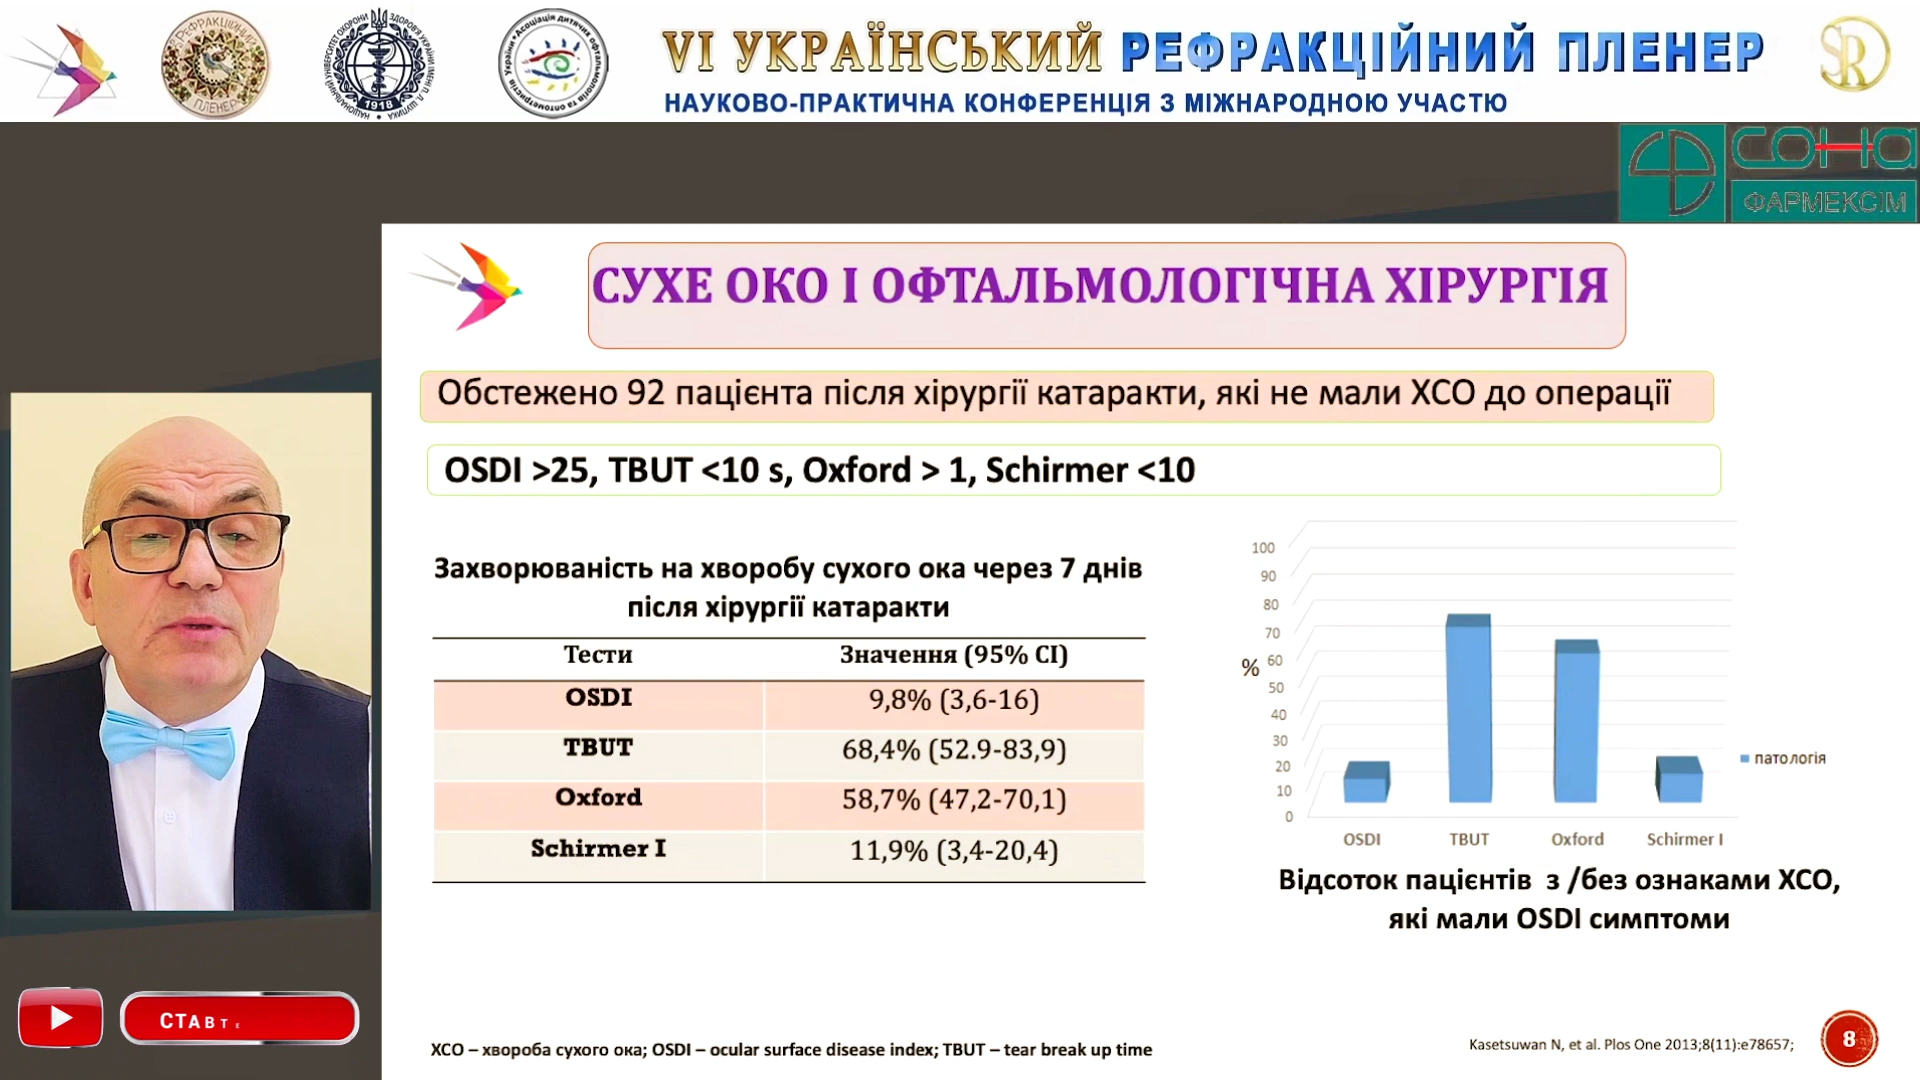 VI УКРАЇНСЬКИЙ РЕФРАКЦІЙНИЙ ПЛЕНЕР
НАУКОВО-ПРАКТИЧНА КОНФЕРЕНЦІЯ З МІЖНАРОДНОЮ УЧАСТЮ
РЕФРАКЦІЙНИЙ
ПЛЕНЕР
1918
SR
СОНА
ФАРМЕКСІМ
СУХЕ ОКО І ОФТАЛЬМОЛОГІЧНА ХІРУРГІЯ
Обстежено 92 пацієнта після хірургії катаракти, які не мали ХСО до операції
OSDI >25, TBUT <10 s, Oxford > 1, Schirmer <10
Захворюваність на хворобу сухого ока через 7 днів
після хірургії катаракти
Тести Значення (95% CI)
OSDI 9,8% (3,6-16)
TBUT 68,4% (52.9-83,9)
Oxford 58,7% (47,2-70,1)
Schirmer I 11,9% (3,4-20,4)
100
90
80
70
60
50
40
30
20
10
0
%
OSDI TBUT Oxford Schirmer I
патологія
Відсоток пацієнтів з /без ознаками ХСО,
які мали OSDI симптоми
СТАВТЕ
ХСО – хвороба сухого ока; OSDI – ocular surface disease index; TBUT – tear break up time
Kasetsuwan N, et al. Plos One 2013;8(11):e78657;
8